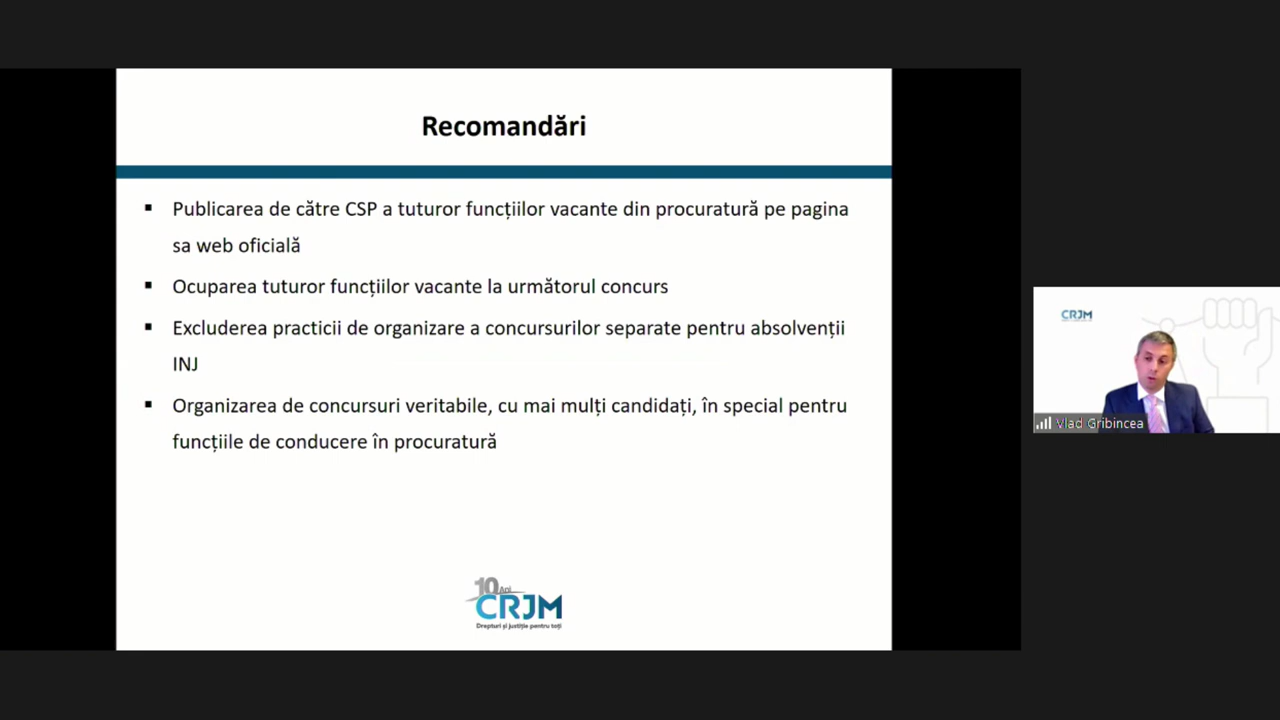 Recomandări
▪ Publicarea de către CSP a tuturor funcțiilor vacante din procuratură pe pagina
sa web oficială
▪ Ocuparea tuturor funcțiilor vacante la următorul concurs
▪ Excluderea practicii de organizare a concursurilor separate pentru absolvenții
INJ
▪ Organizarea de concursuri veritabile, cu mai mulți candidați, în special pentru
funcțiile de conducere în procuratură
10 Ani
CRJM
Drepturi și justiție pentru toți
CRJM
Vlad Gribincea